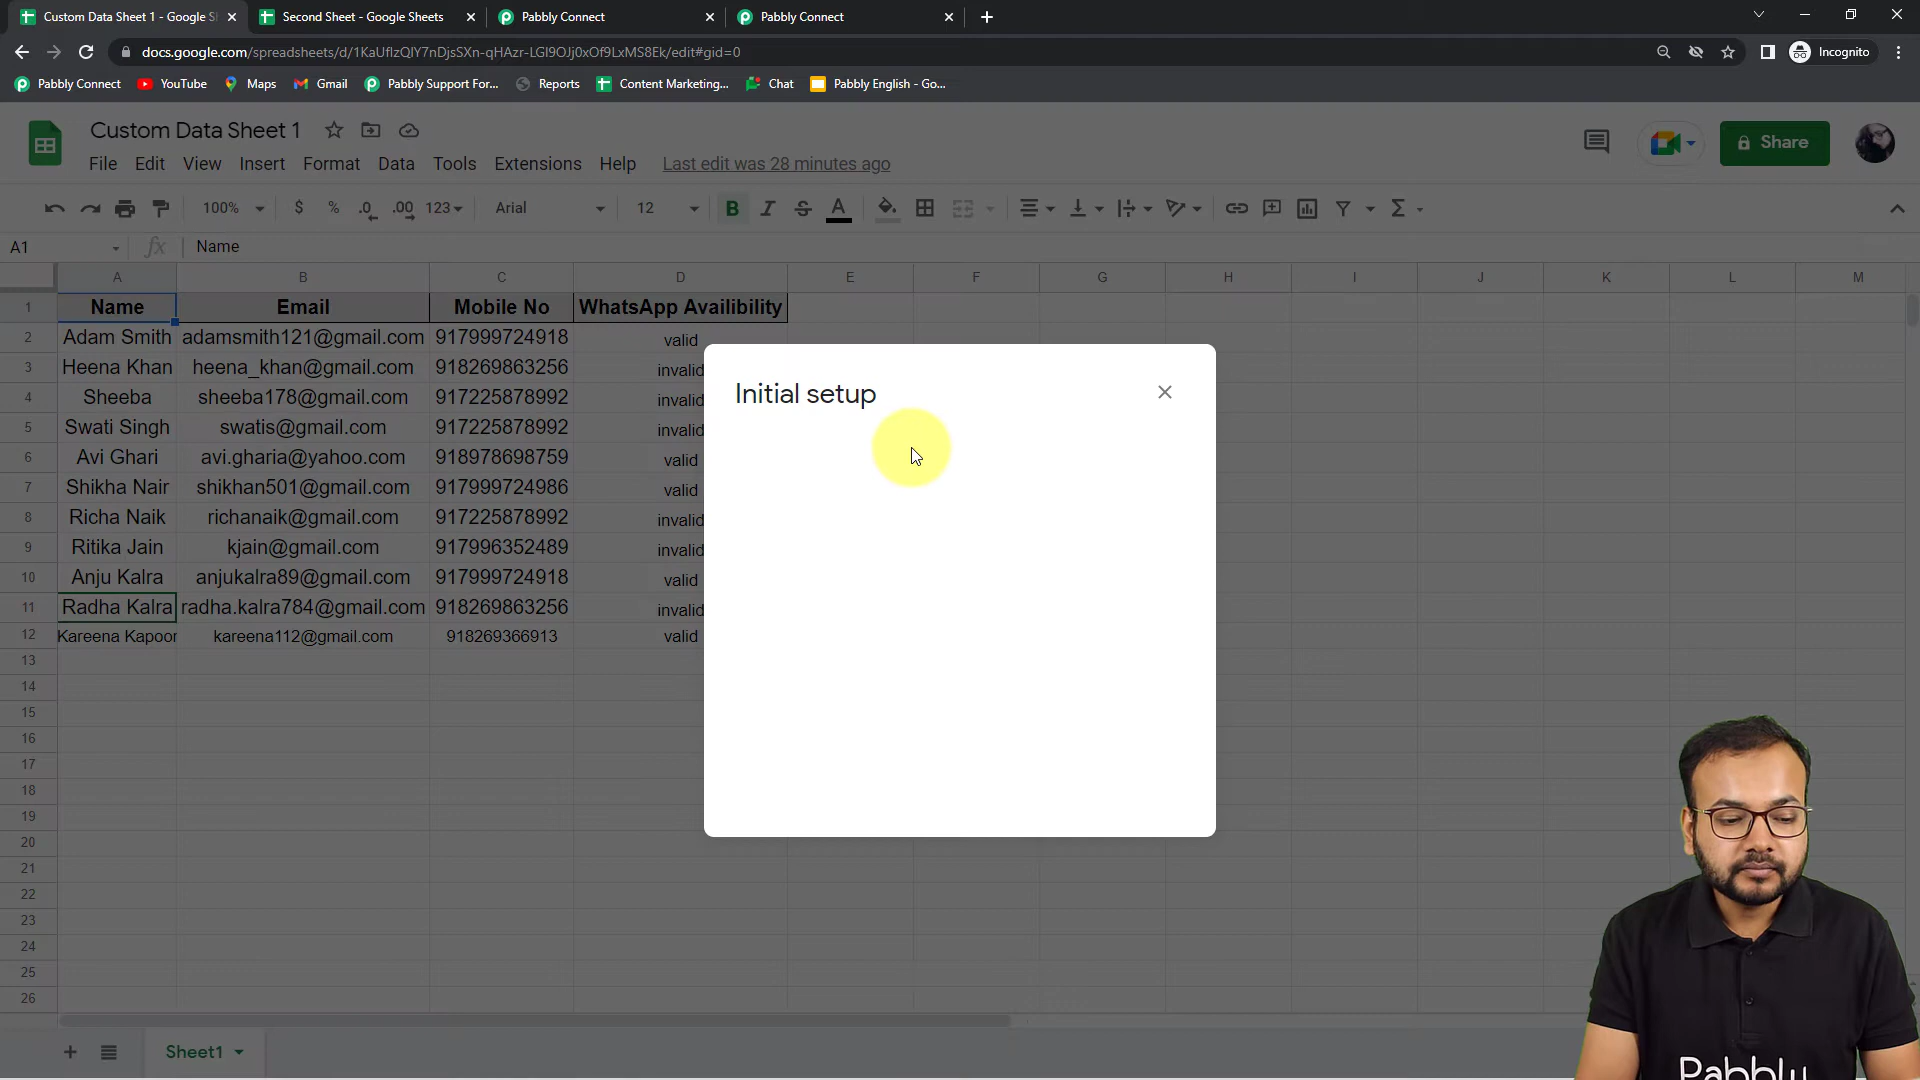 Custom Data Sheet 1 - Google S
Second Sheet - Google Sheets
Pabbly Connect
Pabbly Connect
docs.google.com/spreadsheets/d/1KaUflzQlY7nDjsSXn-qHAzr-LGl9OJj0xOf9LxMS8Ek/edit#gid=0
Incognito
Pabbly Connect
YouTube
Maps
Gmail
Pabbly Support For...
Reports
Content Marketing...
Chat
Pabbly English - Go...
Custom Data Sheet 1
Share
File Edit View Insert Format Data Tools Extensions Help Last edit was 28 minutes ago
100% $ % .0 .00 123 Arial 12 B I S A Σ
A1 fx Name
A B C D E F G H I J K L M
1 Name Email Mobile No WhatsApp Availibility
2 Adam Smith adamsmith121@gmail.com 917999724918 valid
3 Heena Khan heena_khan@gmail.com 918269863256 invalid
4 Sheeba sheeba178@gmail.com 917225878992 invalid
5 Swati Singh swatis@gmail.com 917225878992 invalid
6 Avi Ghari avi.gharia@yahoo.com 918978698759 valid
7 Shikha Nair shikhan501@gmail.com 917999724986 valid
8 Richa Naik richanaik@gmail.com 917225878992 invalid
9 Ritika Jain kjain@gmail.com 917996352489 invalid
10 Anju Kalra anjukalra89@gmail.com 917999724918 valid
11 Radha Kalra radha.kalra784@gmail.com 918269863256 invalid
12 Kareena Kapoor kareena112@gmail.com 918269366913 valid
13
14
15
16
17
18
19
20
21
22
23
24
25
26
Initial setup
Sheet1
Pabbly